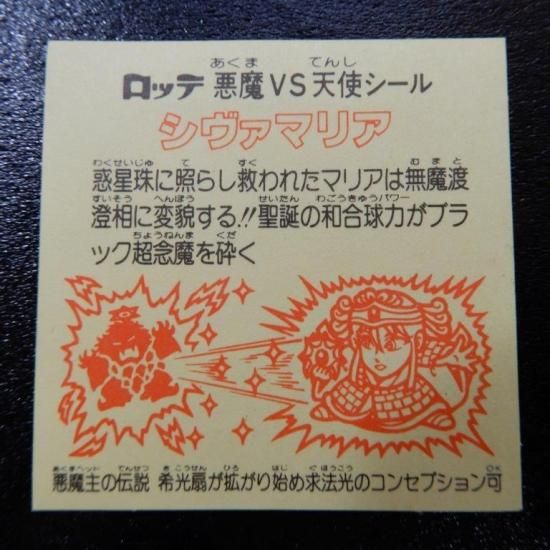 あくま てんし
ロッテ 悪魔VS天使シール
シヴァマリア
わくせいじゅ て すく むまと
惑星珠に照らし救われたマリアは無魔渡
すいそう へんぼう せいたん わごうきゅうパワー
澄相に変貌する!!聖誕の和合球力がブラ
ちょうねんま くだ
ック超念魔を砕く
あくまヘッド でんせつ き こうせん ひろ はじ ぐほうこう OK
悪魔主の伝説 希光扇が拡がり始め求法光のコンセプション可